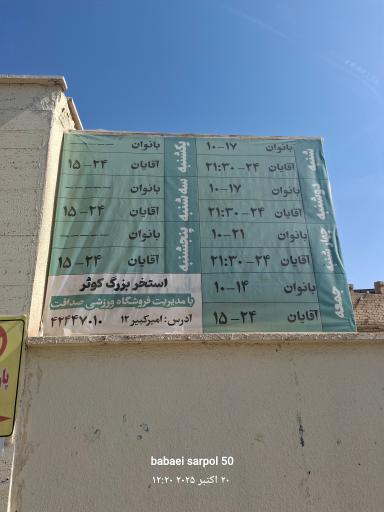 شنبه
بانوان ۱۰-۱۷
آقایان ۲۱:۳۰-۲۴
دوشنبه
بانوان ۱۰-۱۷
آقایان ۲۱:۳۰-۲۴
چهارشنبه
بانوان ۱۰-۲۱
آقایان ۲۱:۳۰-۲۴
جمعه
بانوان ۱۰-۱۴
آقایان ۱۵-۲۴
یکشنبه
بانوان -----
آقایان ۱۵-۲۴
سه شنبه
بانوان -----
آقایان ۱۵-۲۴
پنجشنبه
بانوان -----
آقایان ۱۵-۲۴
استخر بزرگ کوثر
با مدیریت فروشگاه ورزشی صداقت
آدرس: امیرکبیر ۱۲ ۴۲۴۴۷۰۱۰
babaei sarpol 50
۲۰ اکتبر ۲۰۲۵ ۱۲:۲۰